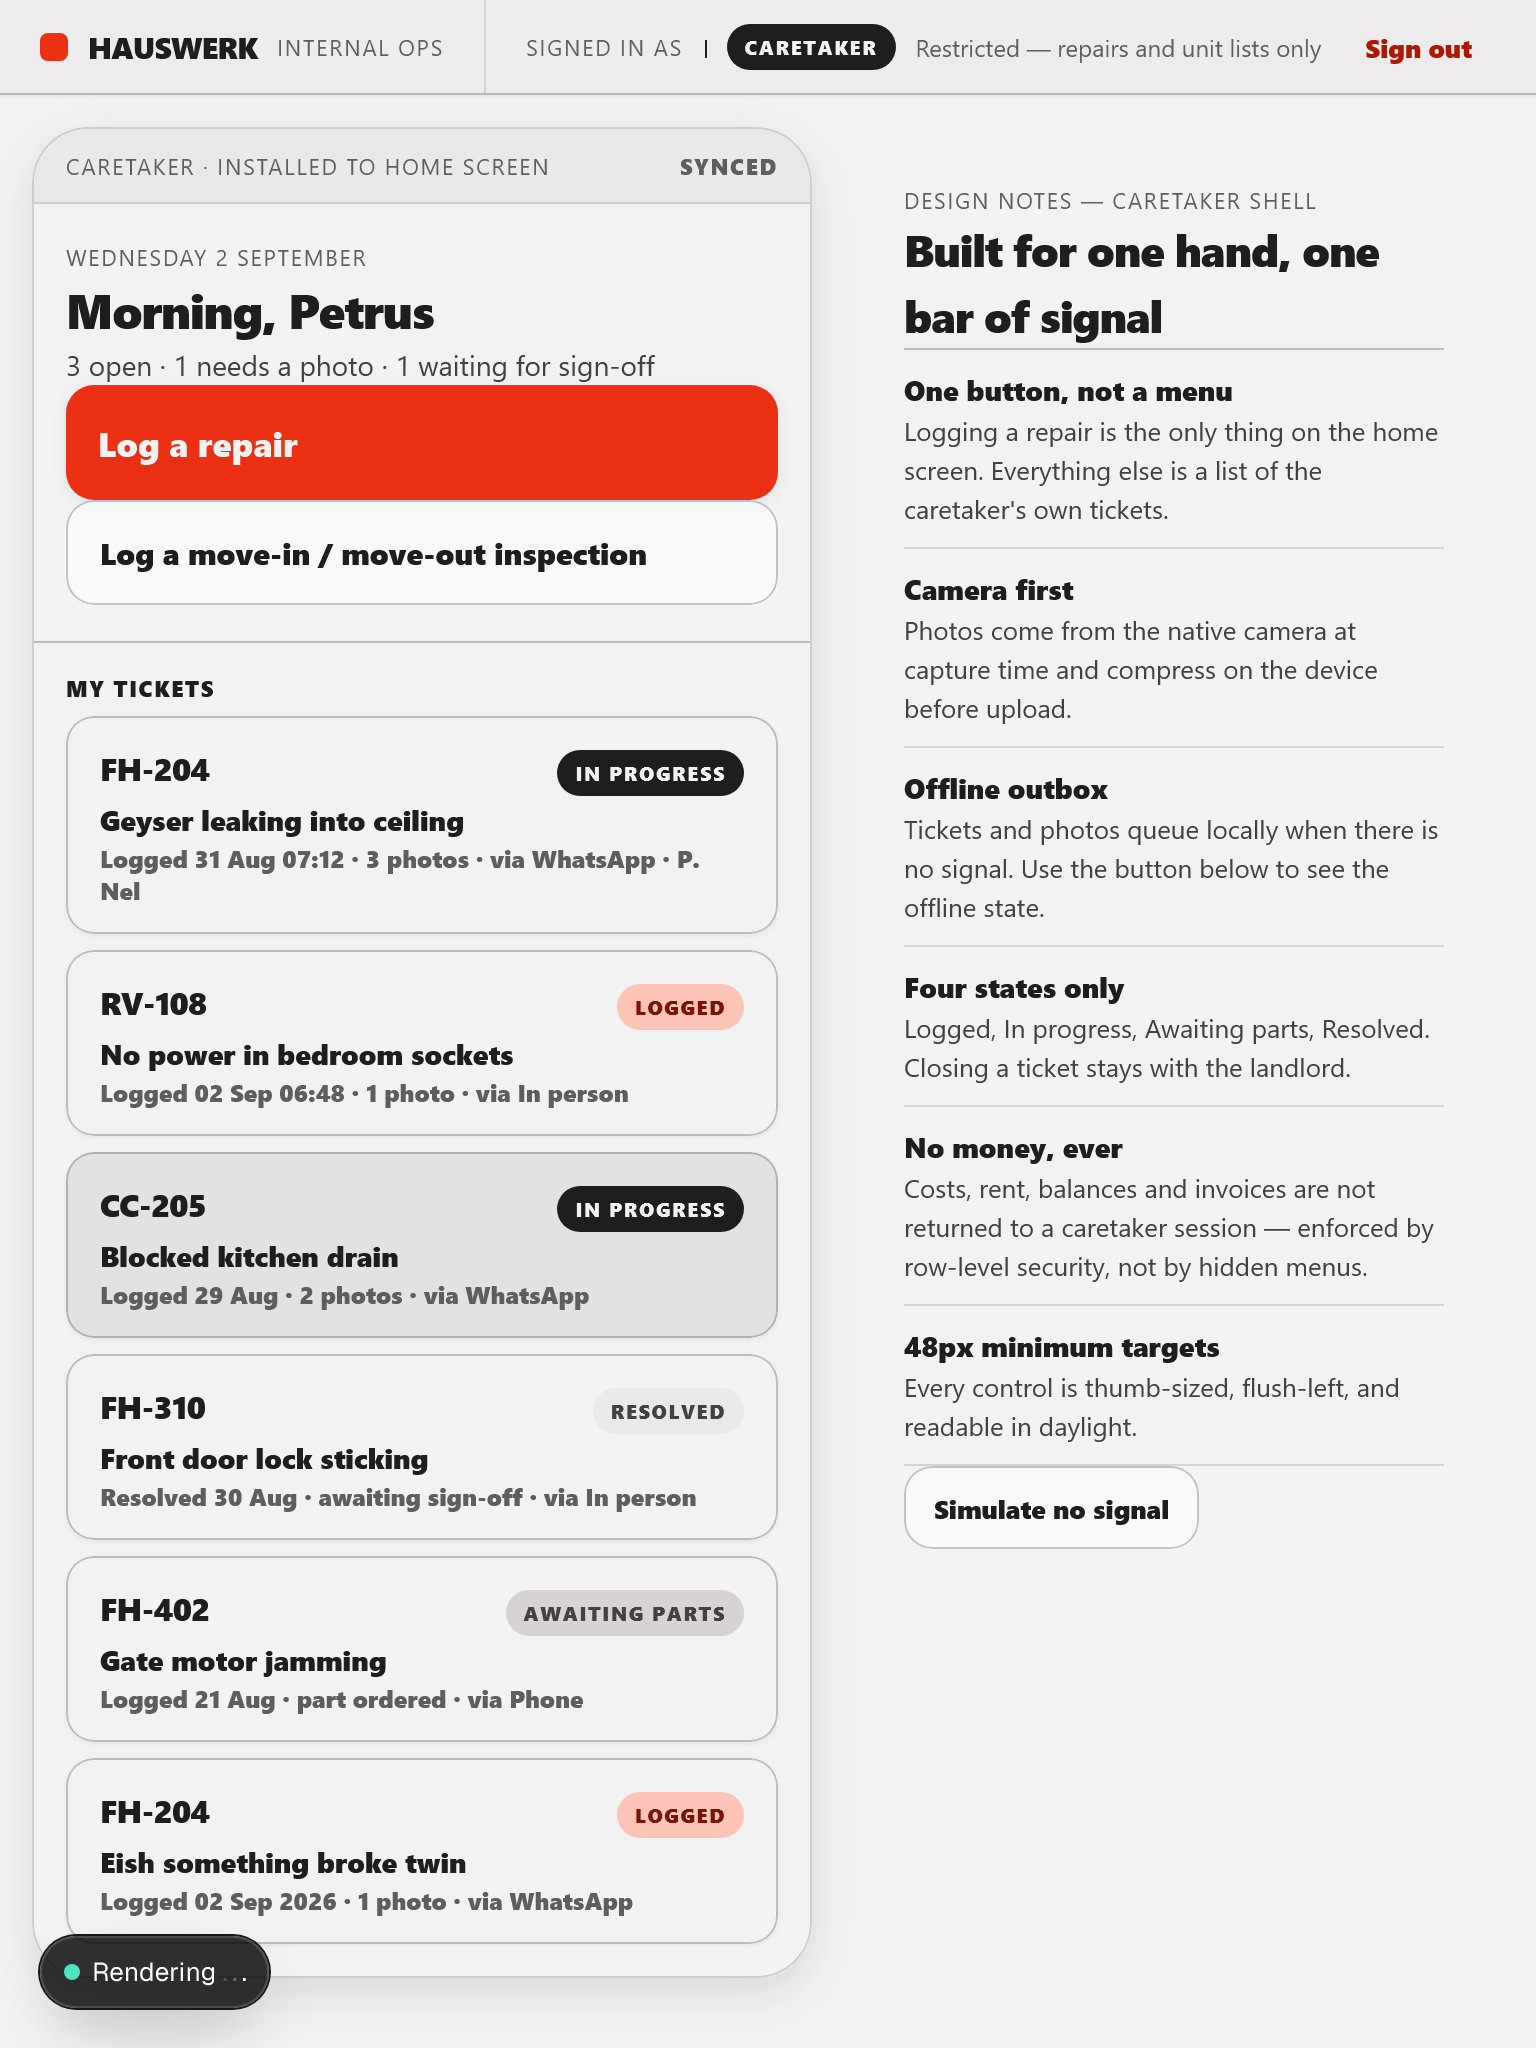 HAUSWERK INTERNAL OPS
SIGNED IN AS
CARETAKER
Restricted — repairs and unit lists only
Sign out
CARETAKER · INSTALLED TO HOME SCREEN
SYNCED
WEDNESDAY 2 SEPTEMBER
Morning, Petrus
3 open · 1 needs a photo · 1 waiting for sign-off
Log a repair
Log a move-in / move-out inspection
MY TICKETS
FH-204
IN PROGRESS
Geyser leaking into ceiling
Logged 31 Aug 07:12 · 3 photos · via WhatsApp · P.
Nel
RV-108
LOGGED
No power in bedroom sockets
Logged 02 Sep 06:48 · 1 photo · via In person
CC-205
IN PROGRESS
Blocked kitchen drain
Logged 29 Aug · 2 photos · via WhatsApp
FH-310
RESOLVED
Front door lock sticking
Resolved 30 Aug · awaiting sign-off · via In person
FH-402
AWAITING PARTS
Gate motor jamming
Logged 21 Aug · part ordered · via Phone
FH-204
LOGGED
Eish something broke twin
Logged 02 Sep 2026 · 1 photo · via WhatsApp
Rendering ...
DESIGN NOTES — CARETAKER SHELL
Built for one hand, one
bar of signal
One button, not a menu
Logging a repair is the only thing on the home
screen. Everything else is a list of the
caretaker's own tickets.
Camera first
Photos come from the native camera at
capture time and compress on the device
before upload.
Offline outbox
Tickets and photos queue locally when there is
no signal. Use the button below to see the
offline state.
Four states only
Logged, In progress, Awaiting parts, Resolved.
Closing a ticket stays with the landlord.
No money, ever
Costs, rent, balances and invoices are not
returned to a caretaker session — enforced by
row-level security, not by hidden menus.
48px minimum targets
Every control is thumb-sized, flush-left, and
readable in daylight.
Simulate no signal